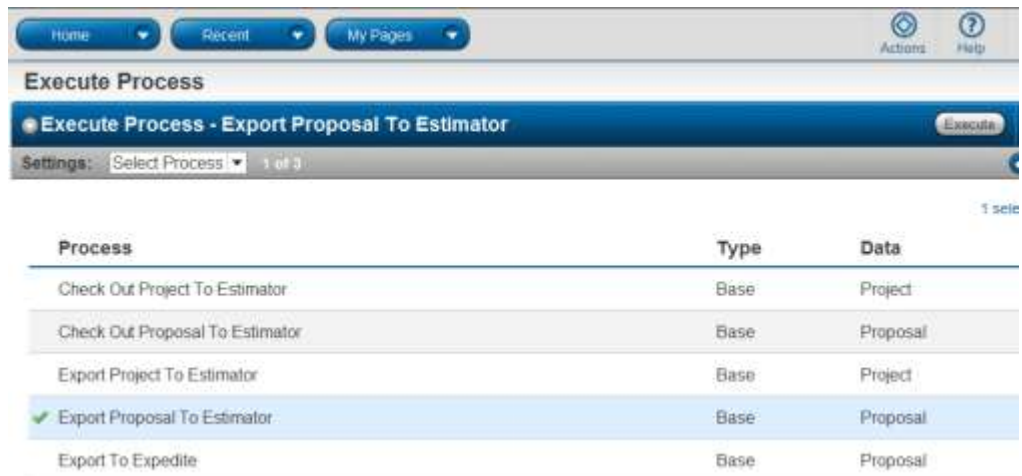 Home Recent My Pages Actions Help
Execute Process
Execute Process - Export Proposal To Estimator Execute
Settings: Select Process 1 of 3
1 sele
Process Type Data
Check Out Project To Estimator Base Project
Check Out Proposal To Estimator Base Proposal
Export Project To Estimator Base Project
Export Proposal To Estimator Base Proposal
Export To Expedite Base Proposal